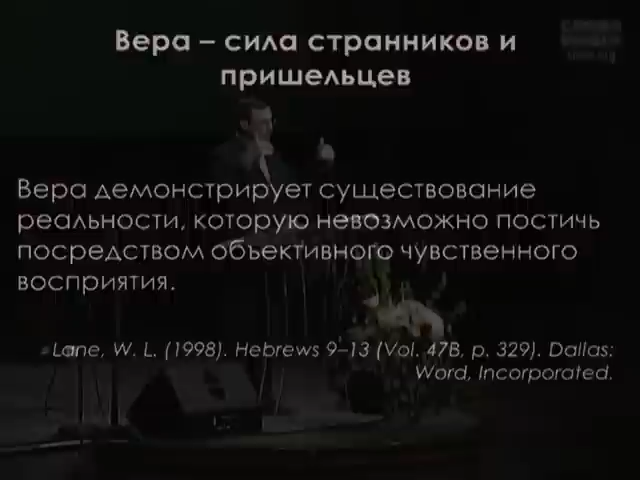 Вера – сила странников и
пришельцев
Вера демонстрирует существование
реальности, которую невозможно постичь
посредством объективного чувственного
восприятия.
Lane, W. L. (1998). Hebrews 9–13 (Vol. 47B, p. 329). Dallas:
Word, Incorporated.